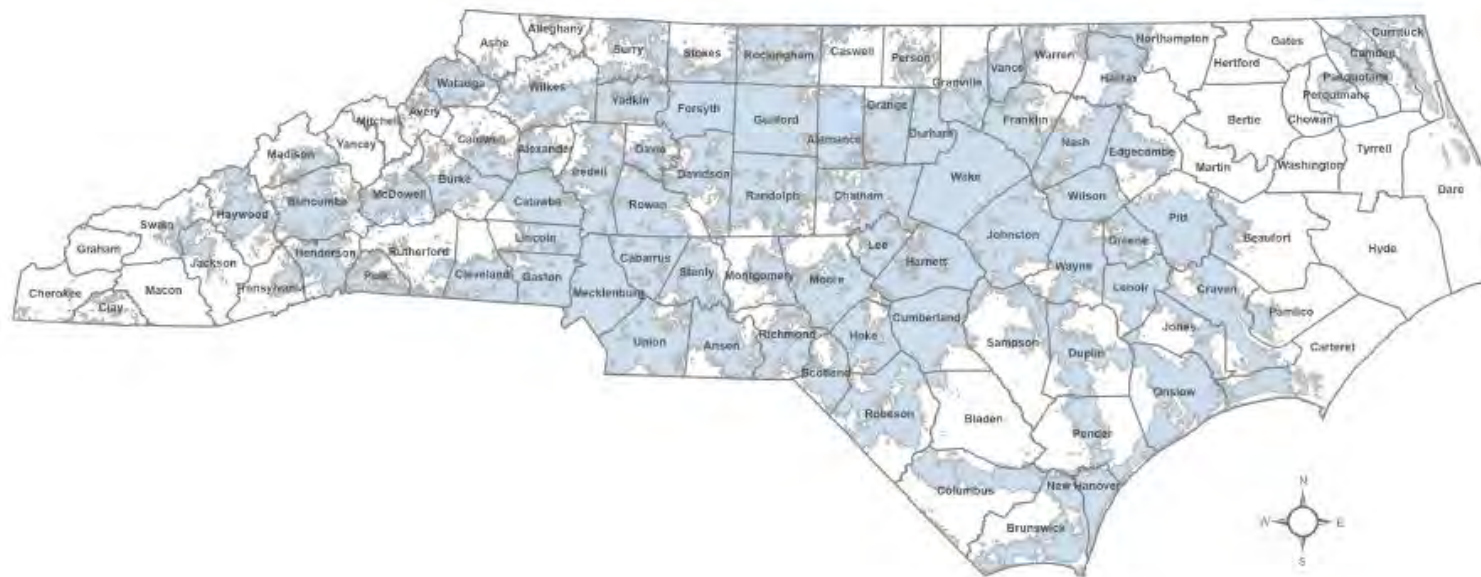 Alleghany
Ashe
Surry
Stokes
Rockingham
Caswell
Person
Granville
Vance
Warren
Northampton
Gates
Currituck
Camden
Pasquotank
Perquimans
Hertford
Halifax
Watauga
Wilkes
Yadkin
Forsyth
Guilford
Alamance
Orange
Durham
Franklin
Nash
Edgecombe
Bertie
Chowan
Mitchell
Avery
Yancey
Caldwell
Alexander
Davie
Iredell
Davidson
Madison
Martin
Washington
Tyrrell
Dare
Buncombe
McDowell
Burke
Catawba
Rowan
Randolph
Chatham
Wake
Wilson
Haywood
Swain
Graham
Jackson
Henderson
Rutherford
Lincoln
Cleveland
Gaston
Cabarrus
Stanly
Montgomery
Moore
Lee
Harnett
Johnston
Greene
Pitt
Beaufort
Hyde
Cherokee
Clay
Macon
Transylvania
Polk
Mecklenburg
Wayne
Lenoir
Craven
Pamlico
Jones
Carteret
Union
Anson
Richmond
Hoke
Cumberland
Sampson
Duplin
Scotland
Robeson
Bladen
Onslow
Pender
Columbus
New Hanover
Brunswick
N
W
E
S